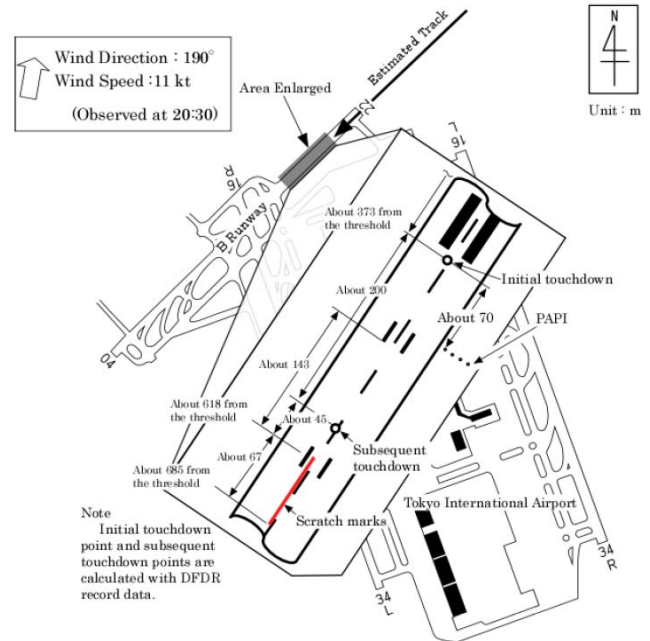 Wind Direction : 190°
Wind Speed : 11 kt
(Observed at 20:30)
N
Unit : m
Estimated Track
Area Enlarged
22
16
L
16
R
B Runway
04
About 373 from
the threshold
Initial touchdown
About 200
About 70
PAPI
About 143
About 618 from
the threshold
About 45
Subsequent
touchdown
About 67
About 685 from
the threshold
Scratch marks
Tokyo International Airport
Note
Initial touchdown
point and subsequent
touchdown points are
calculated with DFDR
record data.
34
L
34
R